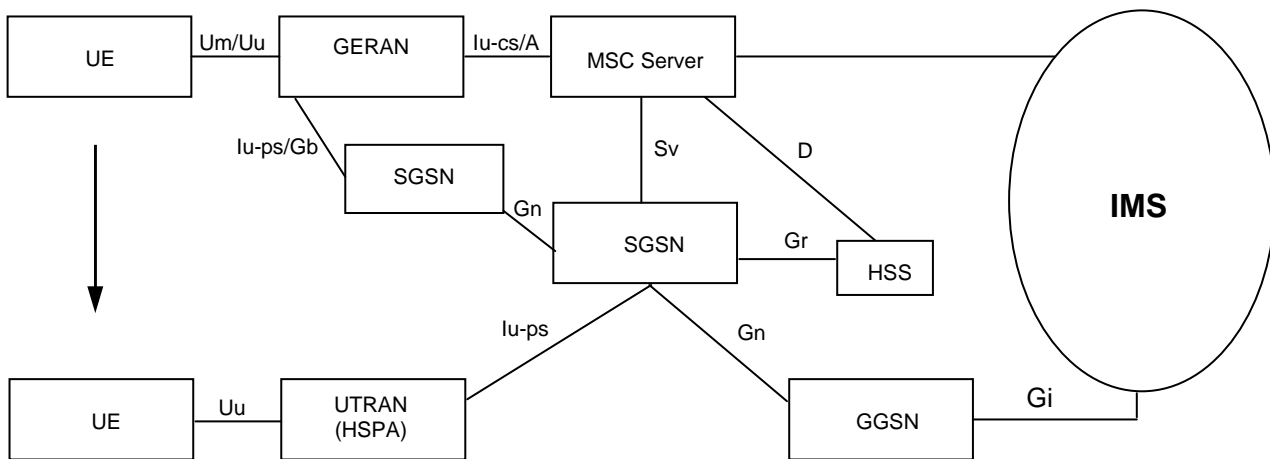 UE
Um/Uu
GERAN
Iu-cs/A
MSC Server
Iu-ps/Gb
SGSN
Gn
Sv
D
IMS
SGSN
Gr
HSS
Iu-ps
Gn
UE
Uu
UTRAN
(HSPA)
GGSN
Gi